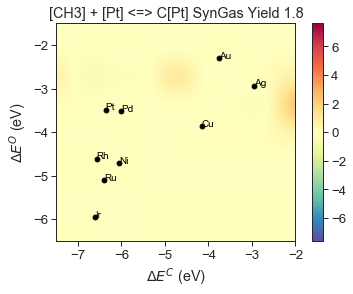 [CH3] + [Pt] <=> C[Pt] SynGas Yield 1.8
−2
−3
−4
−5
−6
ΔE^O (eV)
Au
Ag
Cu
Pt
Pd
Rh
Ni
Ru
Ir
−7 −6 −5 −4 −3 −2
ΔE^C (eV)
6
4
2
0
−2
−4
−6